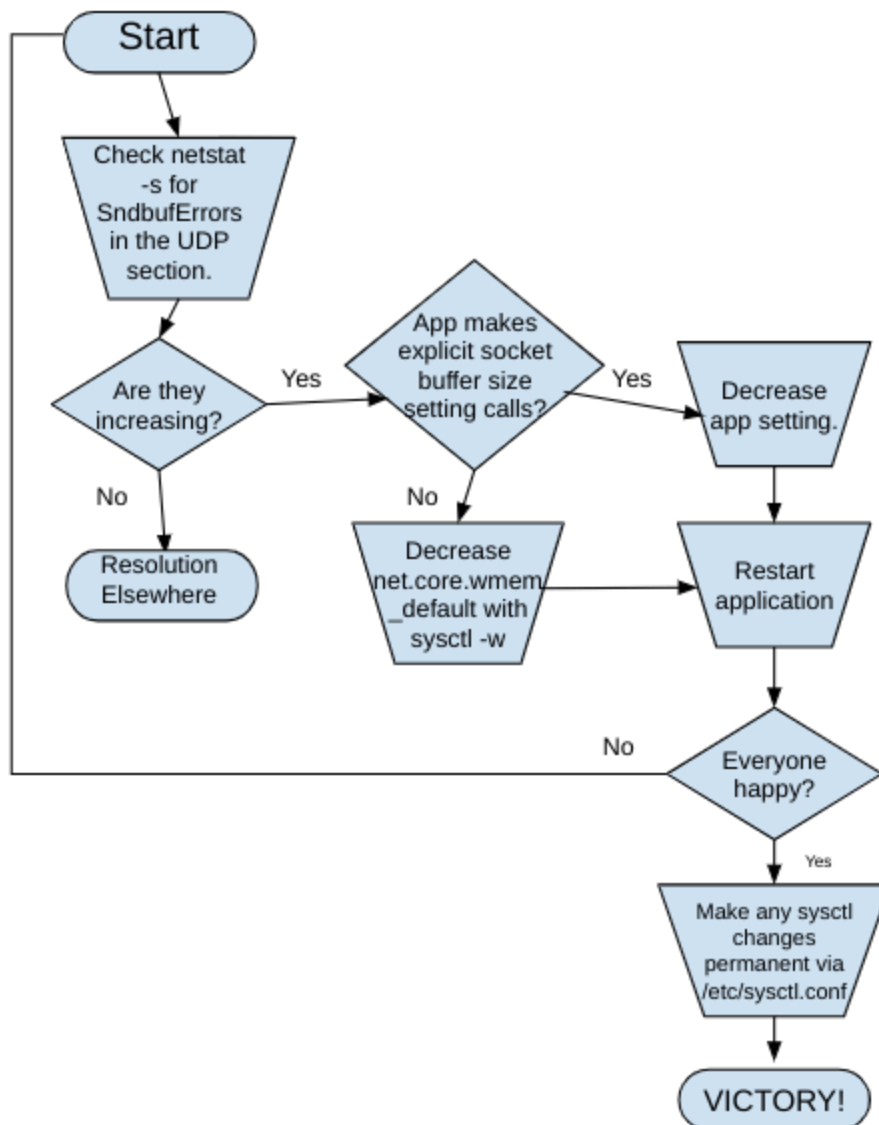 Start
Check netstat
-s for
SndbufErrors
in the UDP
section.
Are they
increasing?
Yes
No
Resolution
Elsewhere
App makes
explicit socket
buffer size
setting calls?
Yes
No
Decrease
app setting.
Decrease
net.core.wmem
_default with
sysctl -w
Restart
application
Everyone
happy?
No
Yes
Make any sysctl
changes
permanent via
/etc/sysctl.conf
VICTORY!